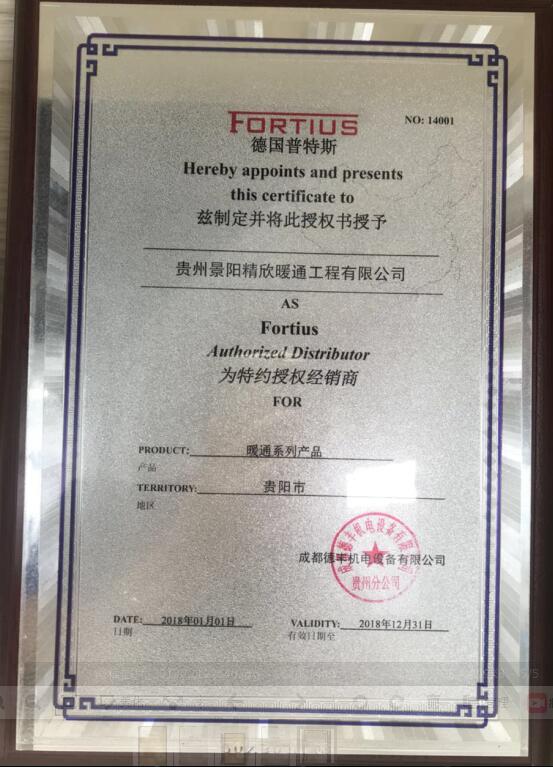 FORTIUS
NO: 14001
德国普特斯
Hereby appoints and presents
this certificate to
兹制定并将此授权书授予
贵州景阳精欣暖通工程有限公司
AS
Fortius
Authorized Distributor
为特约授权经销商
FOR
PRODUCT: 暖通系列产品
产品
TERRITORY: 贵阳市
地区
成都德丰机电设备有限公司
贵州分公司
DATE: 2018年01月01日
日期
VALIDITY: 2018年12月31日
有效日期至